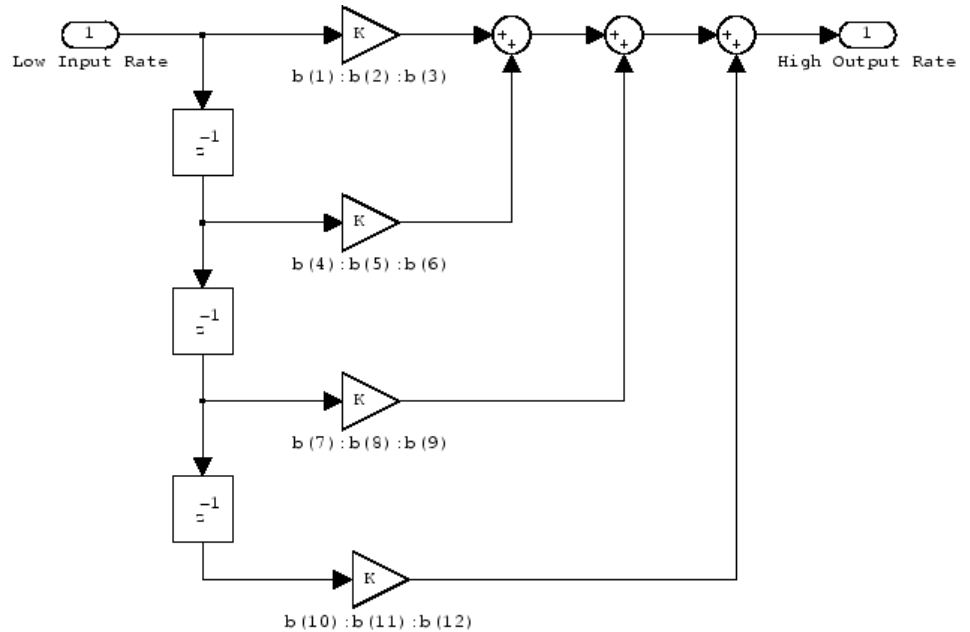 1
K
+
+
+
+
+
+
1
Low Input Rate
High Output Rate
b(1):b(2):b(3)
z⁻¹
K
b(4):b(5):b(6)
z⁻¹
K
b(7):b(8):b(9)
z⁻¹
K
b(10):b(11):b(12)